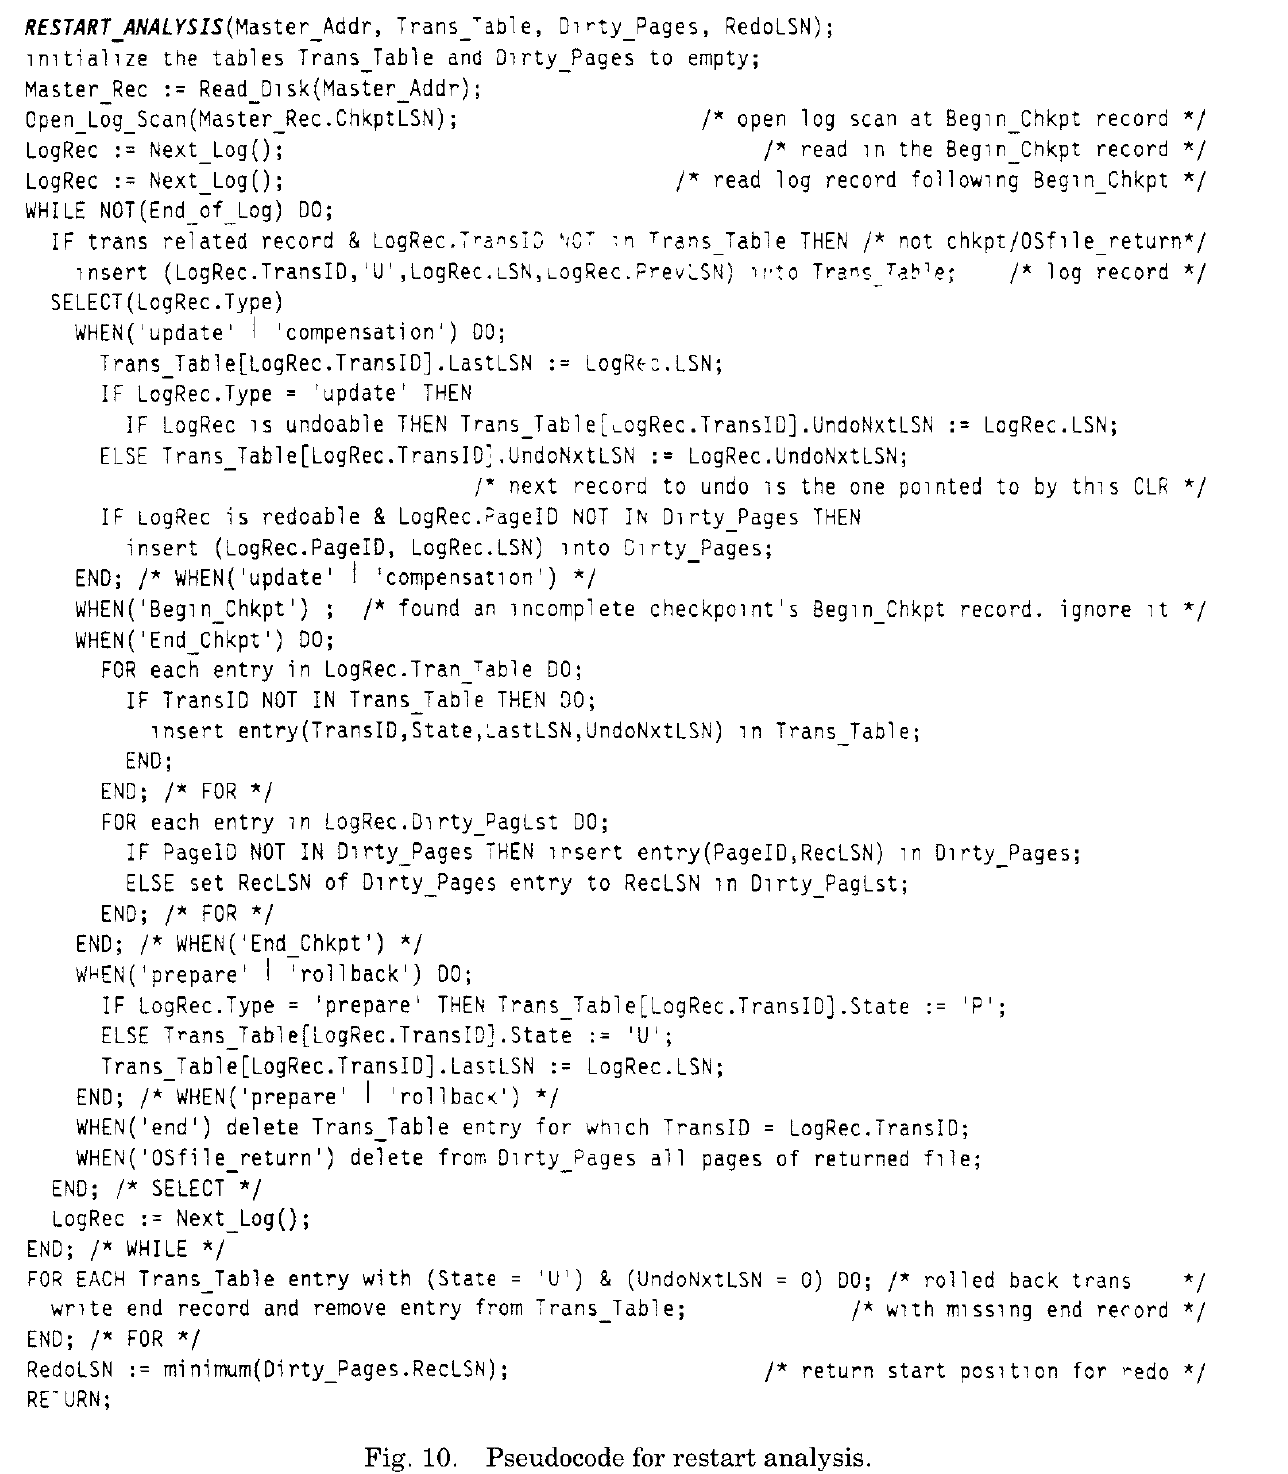 RESTART_ANALYSIS(Master_Addr, Trans_Table, Dirty_Pages, RedoLSN);
initialize the tables Trans_Table and Dirty_Pages to empty;
Master_Rec := Read_Disk(Master_Addr);
Open_Log_Scan(Master_Rec.ChkptLSN); /* open log scan at Begin_Chkpt record */
LogRec := Next_Log(); /* read in the Begin_Chkpt record */
LogRec := Next_Log(); /* read log record following Begin_Chkpt */
WHILE NOT(End_of_Log) DO;
IF trans related record & LogRec.TransID NOT in Trans_Table THEN /* not chkpt/OSfile_return*/
insert (LogRec.TransID,'U',LogRec.LSN,LogRec.PrevLSN) into Trans_Table; /* log record */
SELECT(LogRec.Type)
WHEN('update' | 'compensation') DO;
Trans_Table[LogRec.TransID].LastLSN := LogRec.LSN;
IF LogRec.Type = 'update' THEN
IF LogRec is undoable THEN Trans_Table[LogRec.TransID].UndoNxtLSN := LogRec.LSN;
ELSE Trans_Table[LogRec.TransID].UndoNxtLSN := LogRec.UndoNxtLSN;
/* next record to undo is the one pointed to by this CLR */
IF LogRec is redoable & LogRec.PageID NOT IN Dirty_Pages THEN
insert (LogRec.PageID, LogRec.LSN) into Dirty_Pages;
END; /* WHEN('update' | 'compensation') */
WHEN('Begin_Chkpt') ; /* found an incomplete checkpoint's Begin_Chkpt record. ignore it */
WHEN('End_Chkpt') DO;
FOR each entry in LogRec.Tran_Table DO;
IF TransID NOT IN Trans_Table THEN DO;
insert entry(TransID,State,LastLSN,UndoNxtLSN) in Trans_Table;
END;
END; /* FOR */
FOR each entry in LogRec.Dirty_PagLst DO;
IF PageID NOT IN Dirty_Pages THEN insert entry(PageID,RecLSN) in Dirty_Pages;
ELSE set RecLSN of Dirty_Pages entry to RecLSN in Dirty_PagLst;
END; /* FOR */
END; /* WHEN('End_Chkpt') */
WHEN('prepare' | 'rollback') DO;
IF LogRec.Type = 'prepare' THEN Trans_Table[LogRec.TransID].State := 'P';
ELSE Trans_Table[LogRec.TransID].State := 'U';
Trans_Table[LogRec.TransID].LastLSN := LogRec.LSN;
END; /* WHEN('prepare' | 'rollback') */
WHEN('end') delete Trans_Table entry for which TransID = LogRec.TransID;
WHEN('OSfile_return') delete from Dirty_Pages all pages of returned file;
END; /* SELECT */
LogRec := Next_Log();
END; /* WHILE */
FOR EACH Trans_Table entry with (State = 'U') & (UndoNxtLSN = 0) DO; /* rolled back trans */
write end record and remove entry from Trans_Table; /* with missing end record */
END; /* FOR */
RedoLSN := minimum(Dirty_Pages.RecLSN); /* return start position for redo */
RETURN;
Fig. 10. Pseudocode for restart analysis.